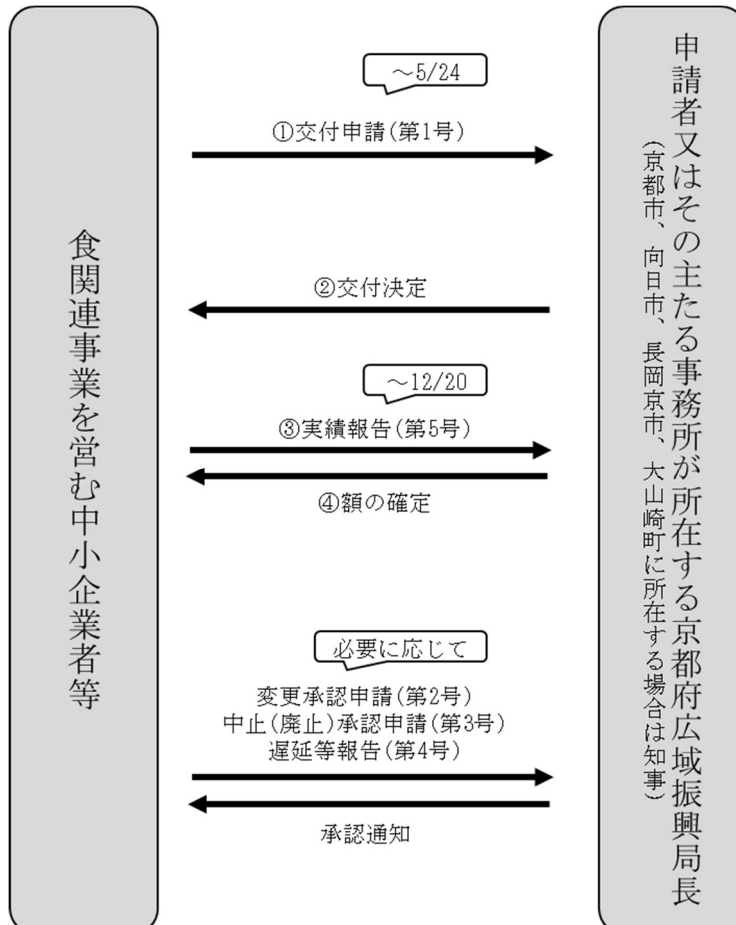 食関連事業を営む中小企業者等
～5/24
①交付申請(第1号)
②交付決定
～12/20
③実績報告(第5号)
④額の確定
必要に応じて
変更承認申請(第2号)
中止(廃止)承認申請(第3号)
遅延等報告(第4号)
承認通知
申請者又はその主たる事務所が所在する京都府広域振興局長
(京都市、向日市、長岡京市、大山崎町に所在する場合は知事)